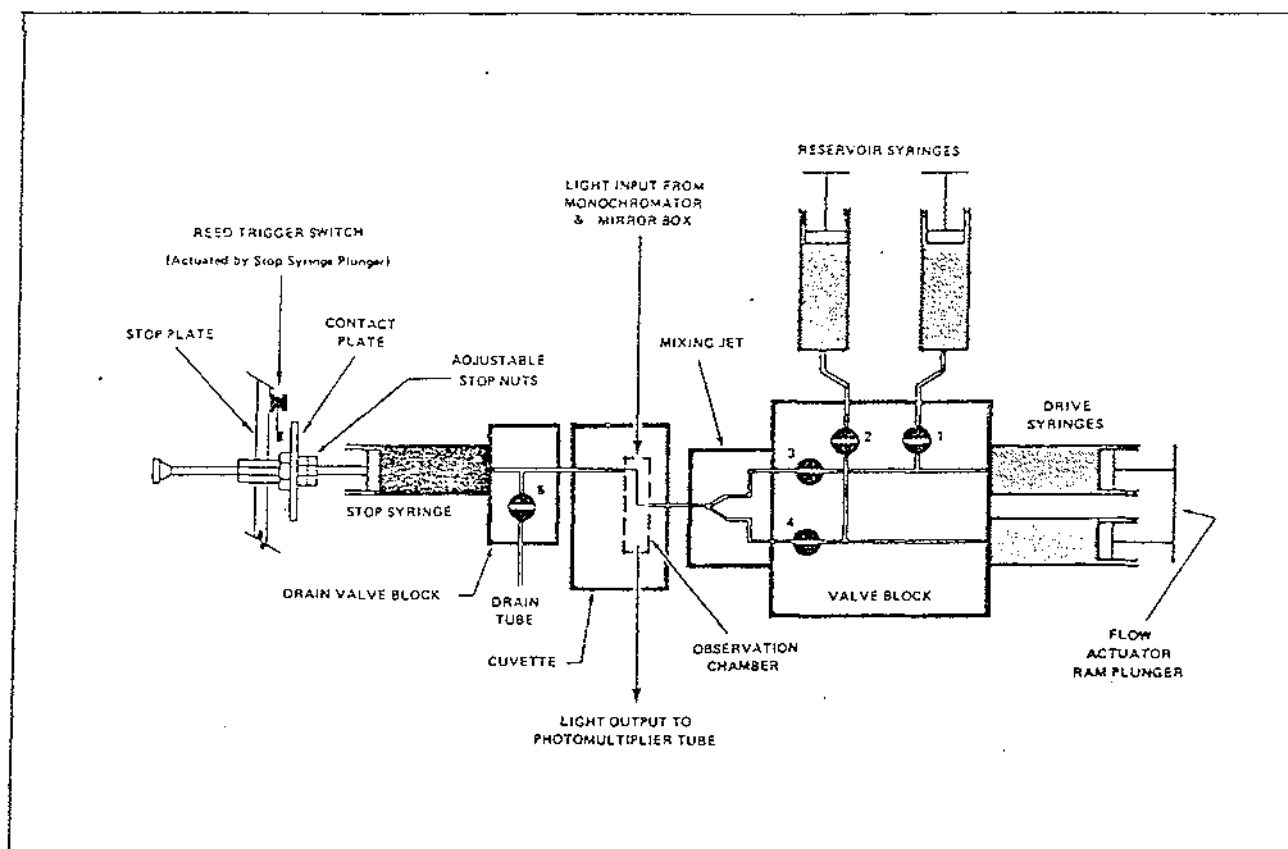 RESERVOIR SYRINGES
LIGHT INPUT FROM
MONOCHROMATOR
& MIRROR BOX
REED TRIGGER SWITCH
(Actuated by Stop Syringe Plunger)
STOP PLATE
CONTACT
PLATE
ADJUSTABLE
STOP NUTS
MIXING JET
DRIVE
SYRINGES
2
1
3
4
5
STOP SYRINGE
DRAIN VALVE BLOCK
DRAIN
TUBE
CUVETTE
OBSERVATION
CHAMBER
VALVE BLOCK
FLOW
ACTUATOR
RAM PLUNGER
LIGHT OUTPUT TO
PHOTOMULTIPLIER TUBE